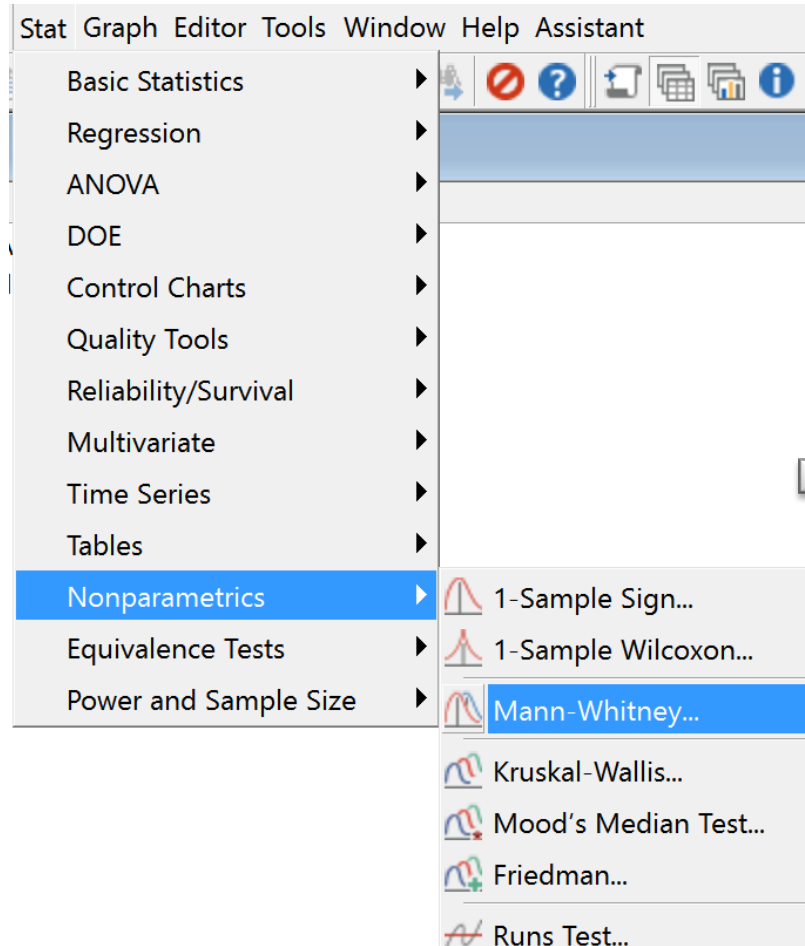 Stat Graph Editor Tools Window Help Assistant
Basic Statistics
Regression
ANOVA
DOE
Control Charts
Quality Tools
Reliability/Survival
Multivariate
Time Series
Tables
Nonparametrics
Equivalence Tests
Power and Sample Size
1-Sample Sign...
1-Sample Wilcoxon...
Mann-Whitney...
Kruskal-Wallis...
Mood's Median Test...
Friedman...
Runs Test...